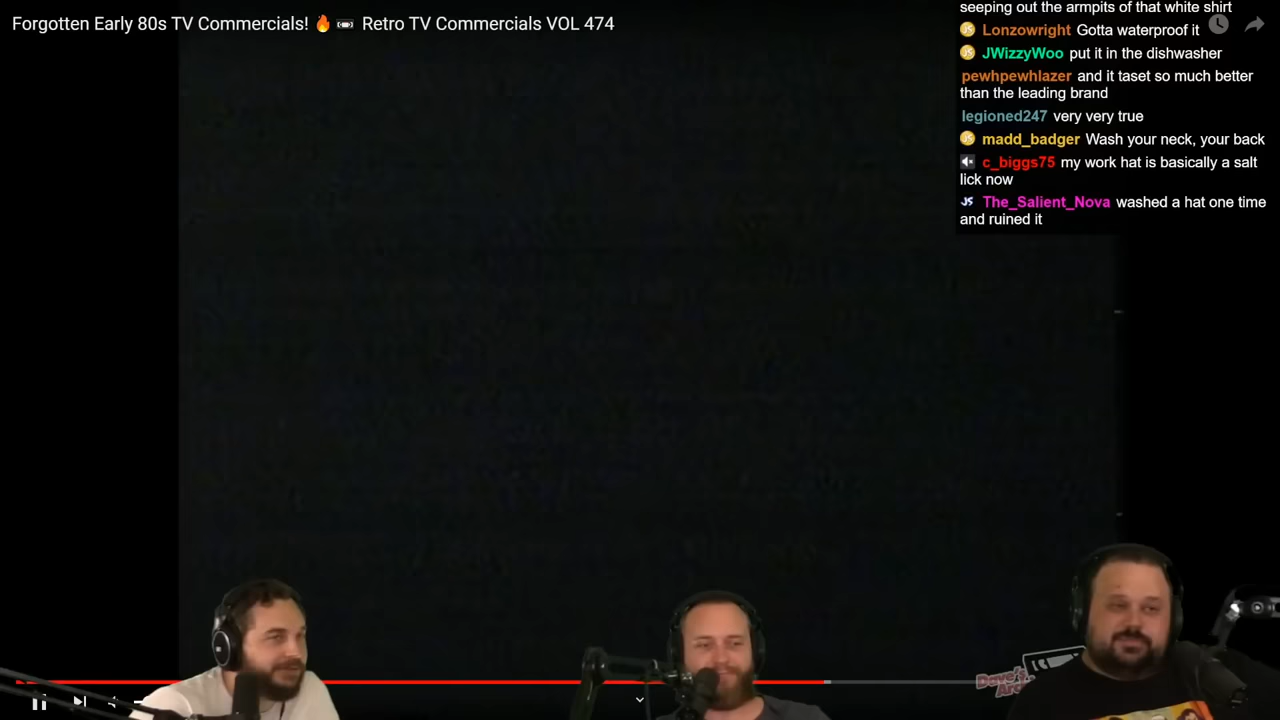 Forgotten Early 80s TV Commercials! 🔥 📼 Retro TV Commercials VOL 474
seeping out the armpits of that white shirt
Lonzowright Gotta waterproof it
JWizzyWoo put it in the dishwasher
pewhpewhlazer and it taset so much better
than the leading brand
legioned247 very very true
madd_badger Wash your neck, your back
c_biggs75 my work hat is basically a salt
lick now
The_Salient_Nova washed a hat one time
and ruined it
Dave's